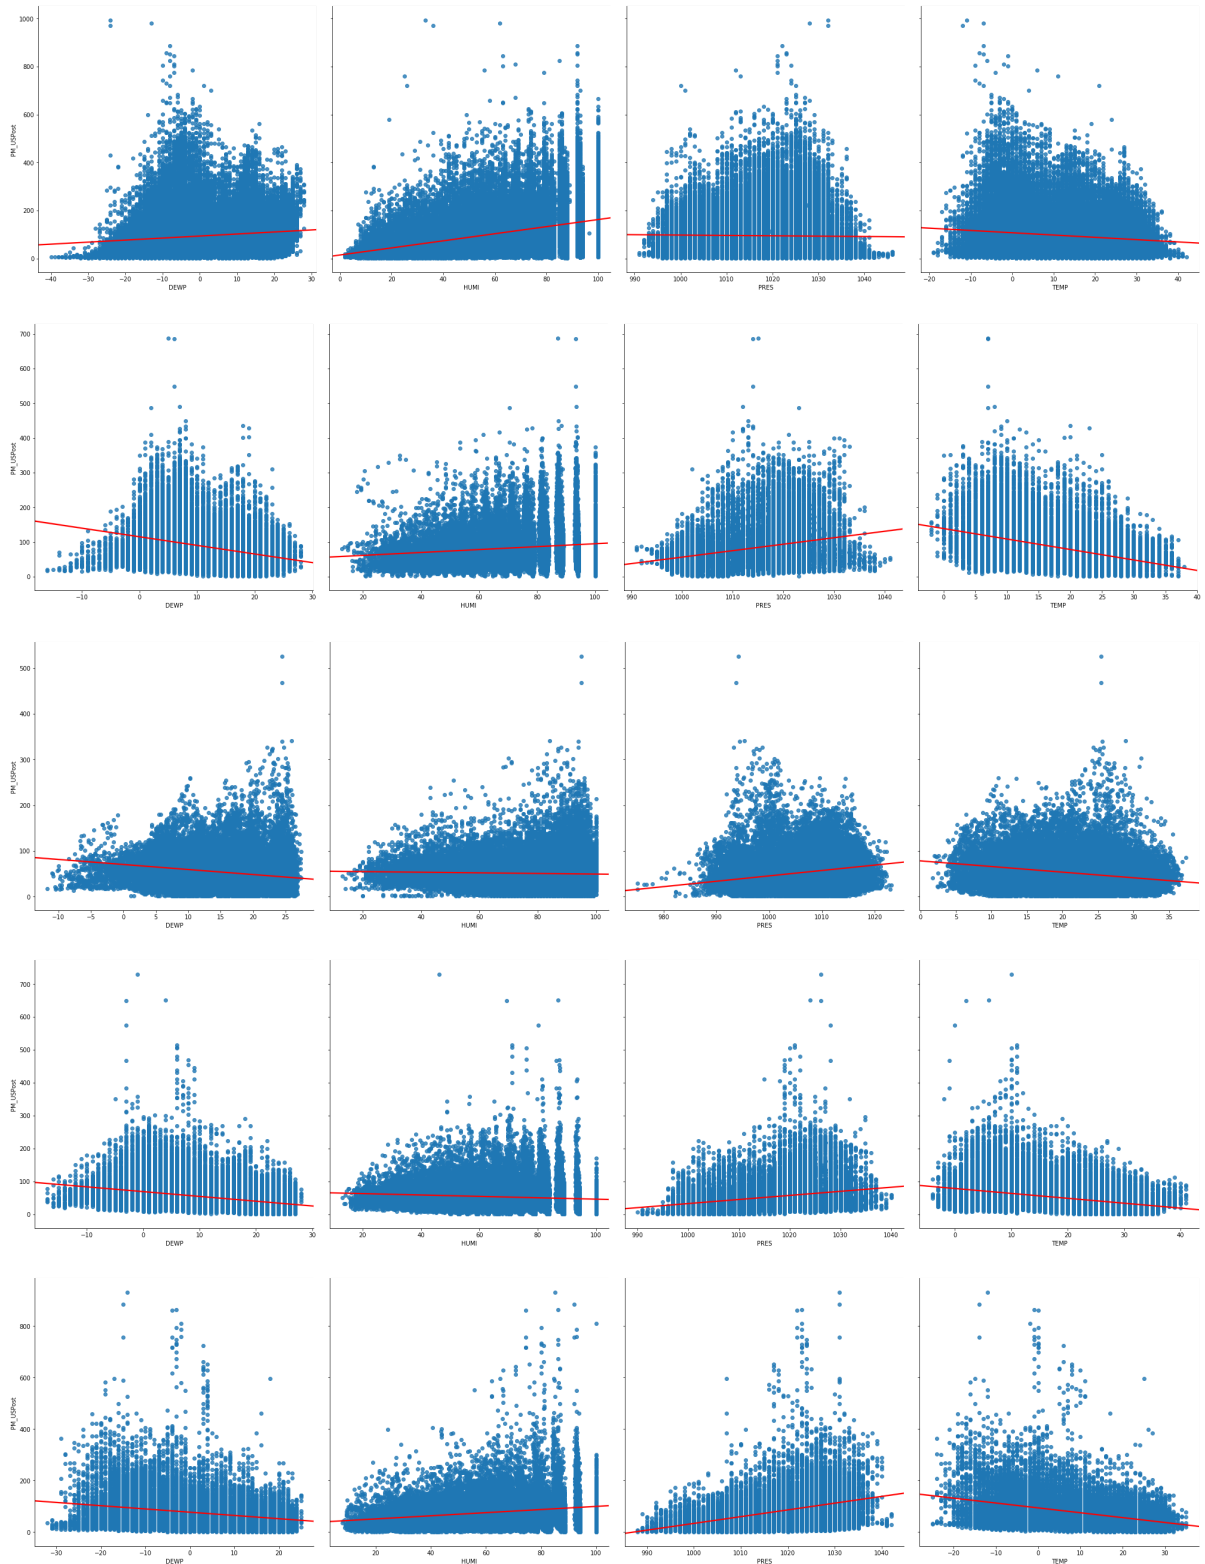 1000
800
600
400
200
0
PM_USPost
−40 −30 −20 −10 0 10 20 30
DEWP
0 20 40 60 80 100
HUMI
990 1000 1010 1020 1030 1040
PRES
−20 −10 0 10 20 30 40
TEMP
700
600
500
400
300
200
100
0
PM_USPost
−10 0 10 20 30
DEWP
20 40 60 80 100
HUMI
990 1000 1010 1020 1030 1040
PRES
0 5 10 15 20 25 30 35 40
TEMP
500
400
300
200
100
0
PM_USPost
−10 −5 0 5 10 15 20 25
DEWP
20 40 60 80 100
HUMI
980 990 1000 1010 1020
PRES
0 5 10 15 20 25 30 35
TEMP
700
600
500
400
300
200
100
0
PM_USPost
−10 0 10 20 30
DEWP
20 40 60 80 100
HUMI
990 1000 1010 1020 1030 1040
PRES
0 10 20 30 40
TEMP
800
600
400
200
0
PM_USPost
−30 −20 −10 0 10 20
DEWP
20 40 60 80 100
HUMI
990 1000 1010 1020 1030 1040
PRES
−20 −10 0 10 20 30
TEMP